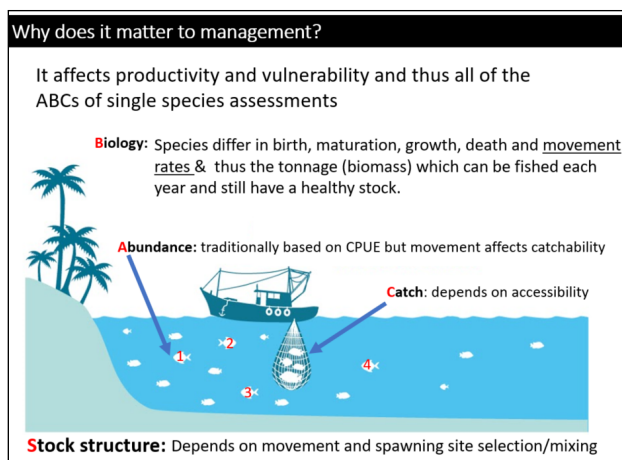 Why does it matter to management?
It affects productivity and vulnerability and thus all of the
ABCs of single species assessments
Biology: Species differ in birth, maturation, growth, death and movement
rates & thus the tonnage (biomass) which can be fished each
year and still have a healthy stock.
Abundance: traditionally based on CPUE but movement affects catchability
Catch: depends on accessibility
1
2
3
4
Stock structure: Depends on movement and spawning site selection/mixing